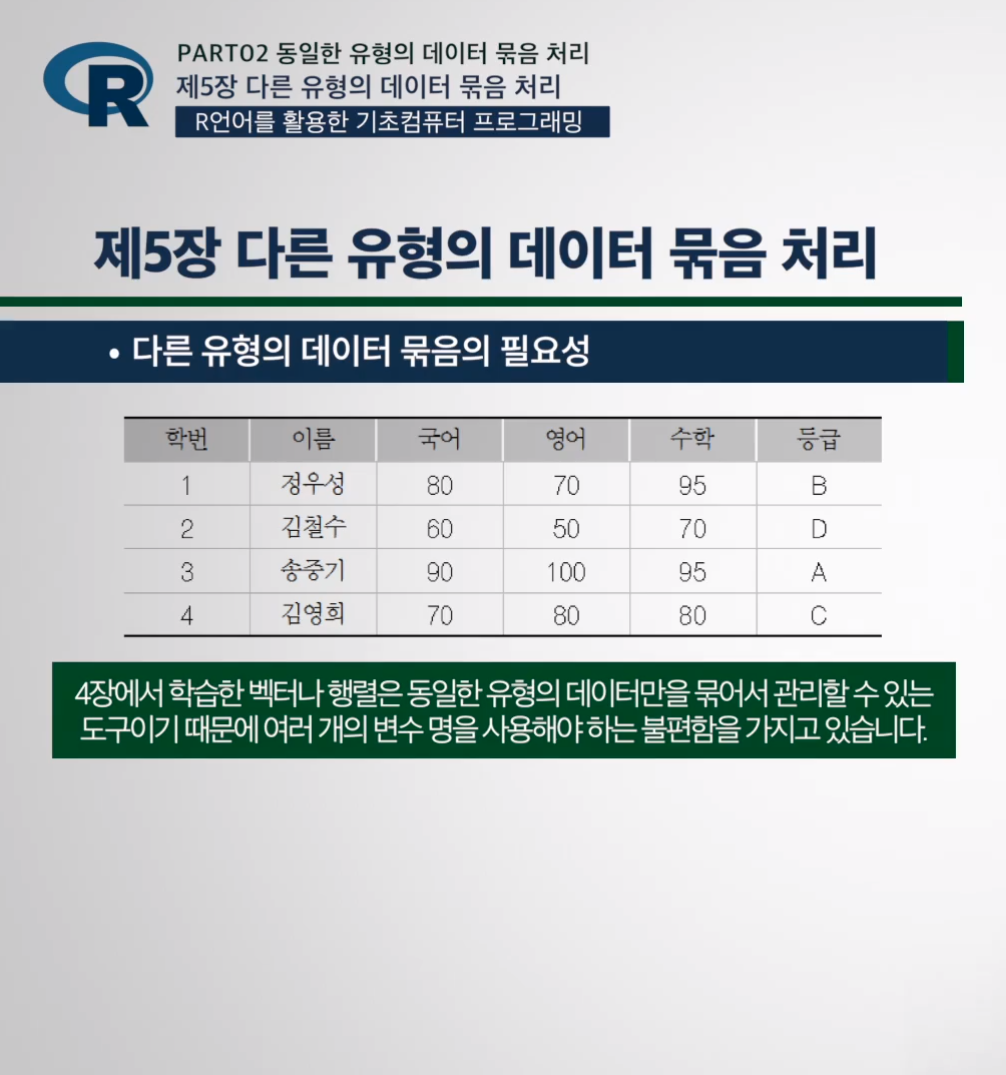 R
PART02 동일한 유형의 데이터 묶음 처리
제5장 다른 유형의 데이터 묶음 처리
R언어를 활용한 기초컴퓨터 프로그래밍
제5장 다른 유형의 데이터 묶음 처리
• 다른 유형의 데이터 묶음의 필요성
학번 이름 국어 영어 수학 등급
1 정우성 80 70 95 B
2 김철수 60 50 70 D
3 송중기 90 100 95 A
4 김영희 70 80 80 C
4장에서 학습한 벡터나 행렬은 동일한 유형의 데이터만을 묶어서 관리할 수 있는
도구이기 때문에 여러 개의 변수 명을 사용해야 하는 불편함을 가지고 있습니다.